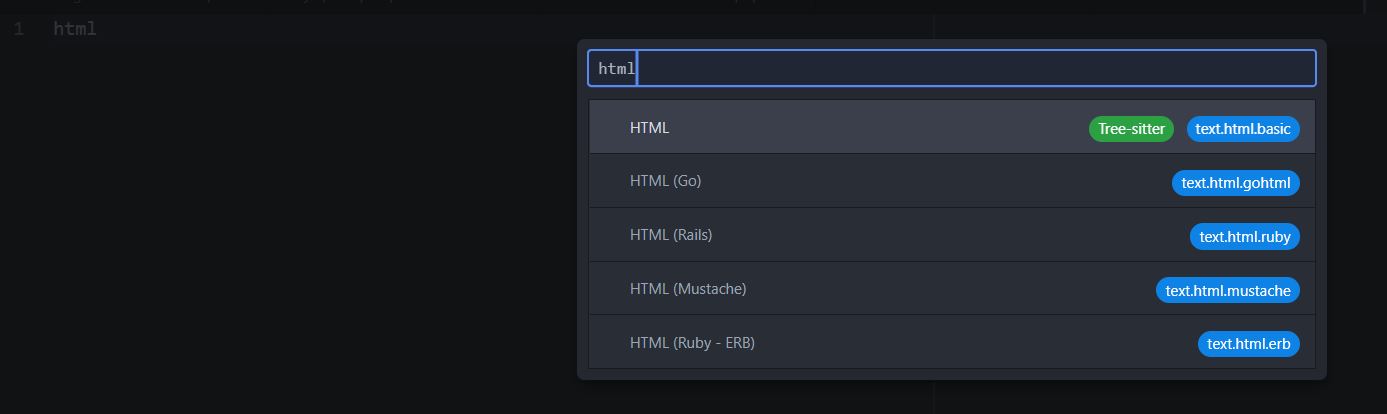 1 html
html
HTML Tree-sitter text.html.basic
HTML (Go) text.html.gohtml
HTML (Rails) text.html.ruby
HTML (Mustache) text.html.mustache
HTML (Ruby - ERB) text.html.erb